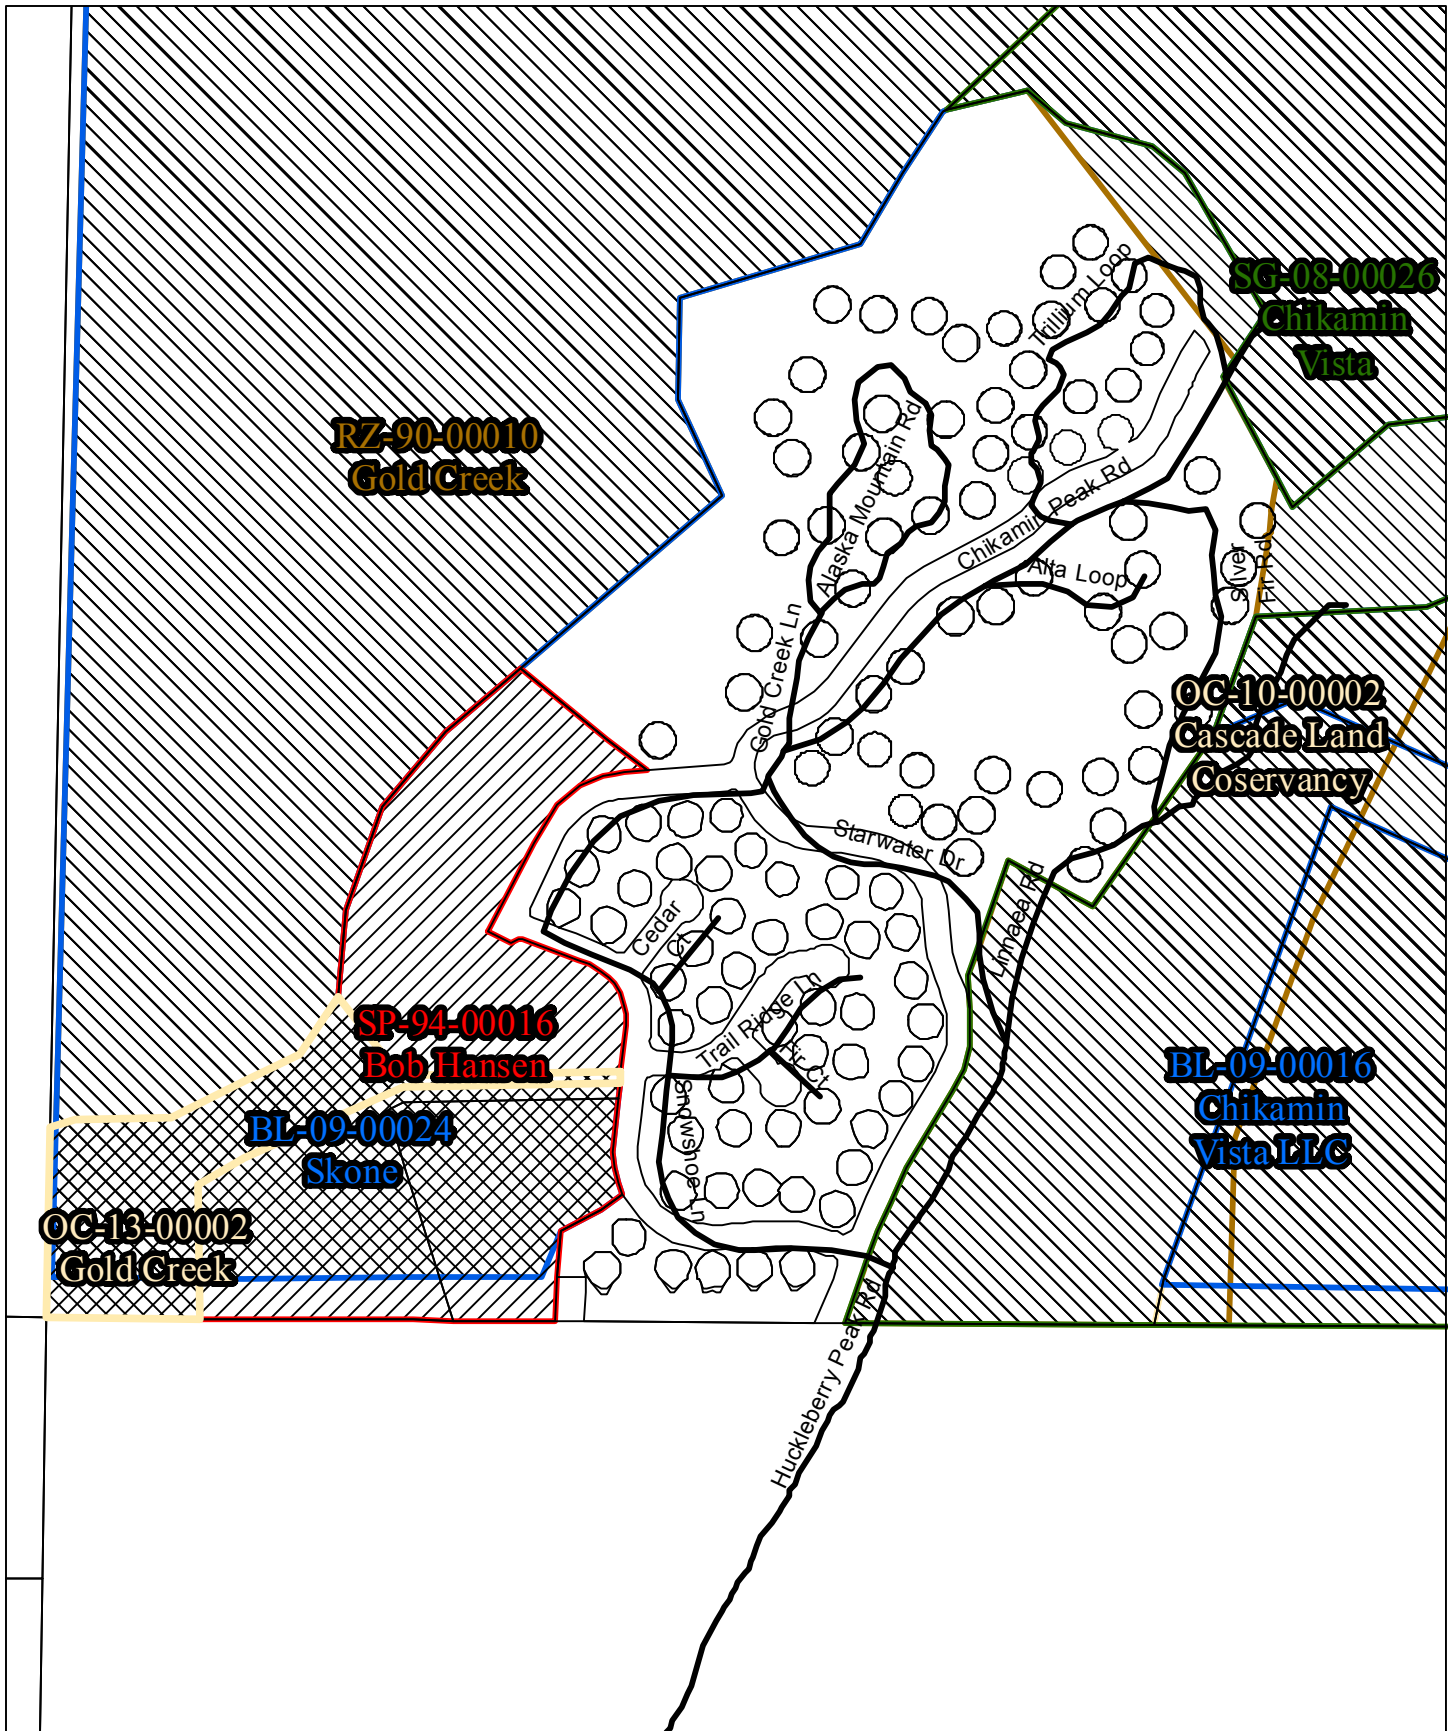 Trillium Loop
SG-08-00026
Chikamin
Vista
RZ-90-00010
Gold Creek
Alaska Mountain Rd
Chikamin Peak Rd
Alta Loop
Silver
Fir Rd
Gold Creek Ln
OC-10-00002
Cascade Land
Coservancy
Starwater Dr
Linnaea Rd
Cedar
Ct
Trail Ridge Ln
Fir Ct
SP-94-00016
Bob Hansen
BL-09-00016
Chikamin
Vista LLC
BL-09-00024
Skone
Snowshoe Ln
OC-13-00002
Gold Creek
Huckleberry Peak Rd